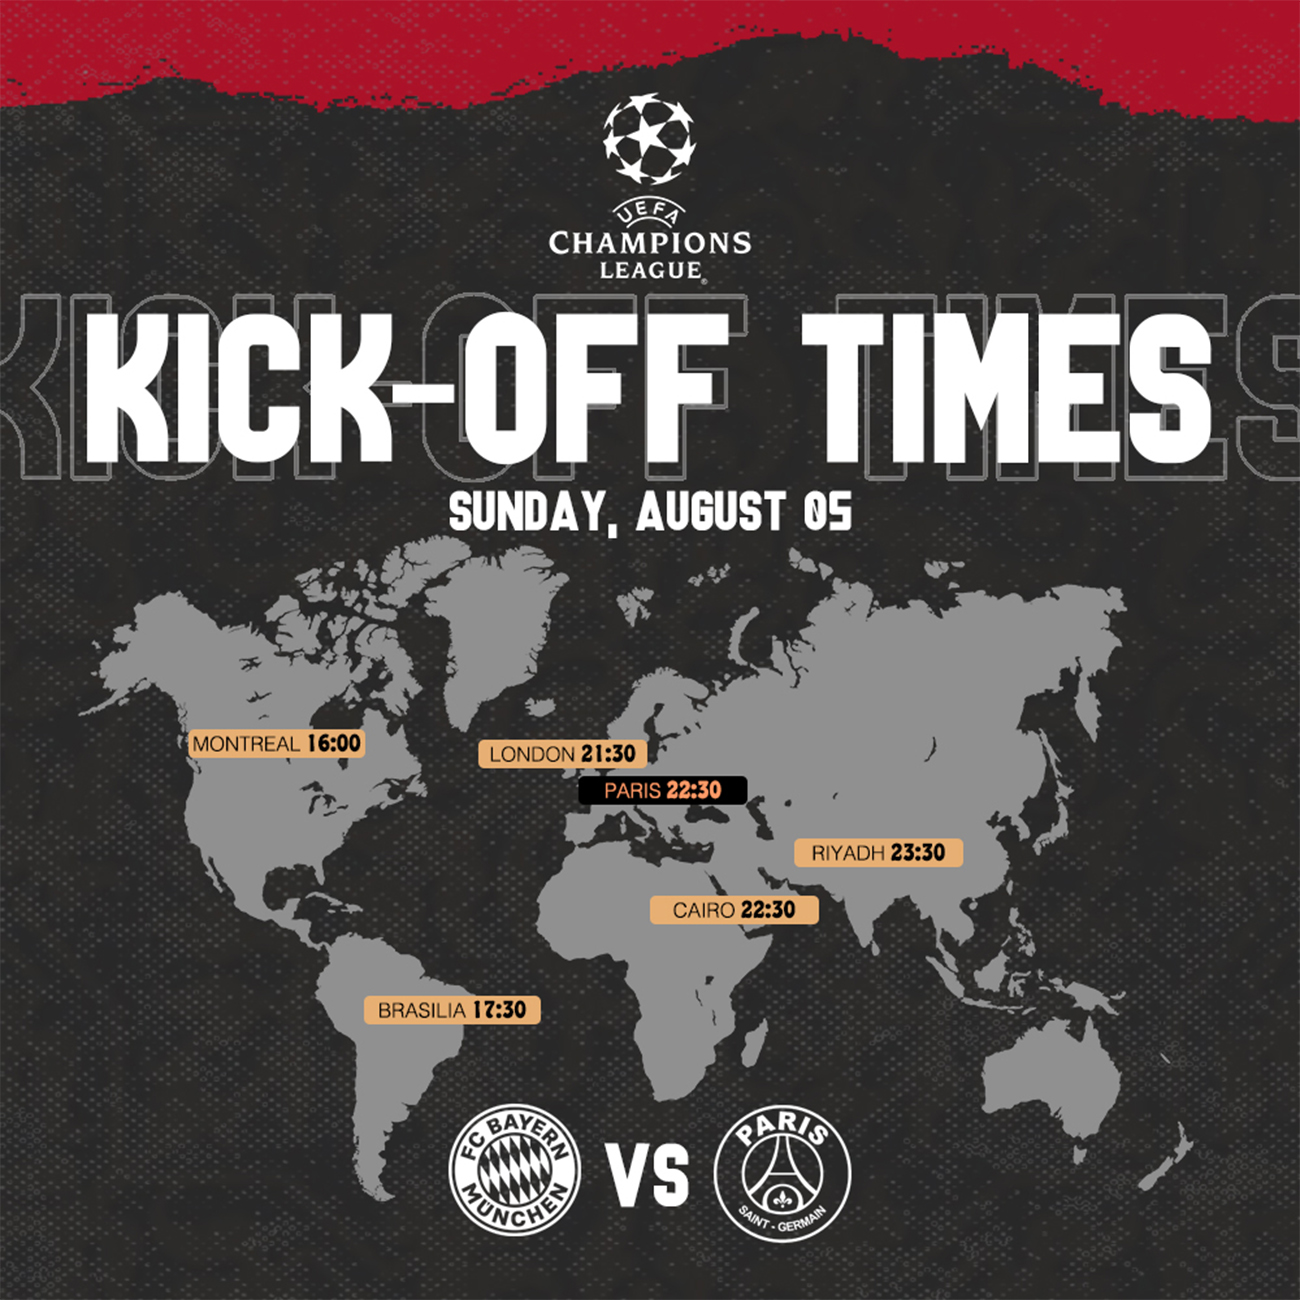 UEFA
CHAMPIONS
LEAGUE®
KICK-OFF TIMES
SUNDAY, AUGUST 05
MONTREAL 16:00
LONDON 21:30
PARIS 22:30
RIYADH 23:30
CAIRO 22:30
BRASILIA 17:30
FC BAYERN
MÜNCHEN
VS
PARIS
SAINT-GERMAIN